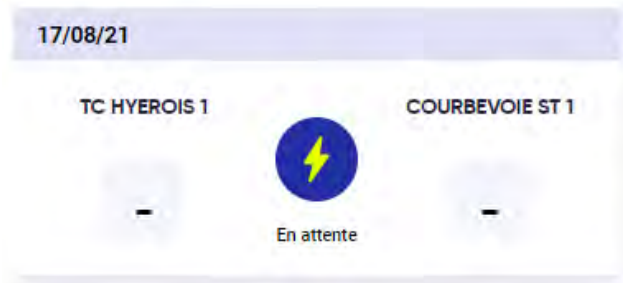 17/08/21
TC HYEROIS 1
COURBEVOIE ST 1
-
-
En attente